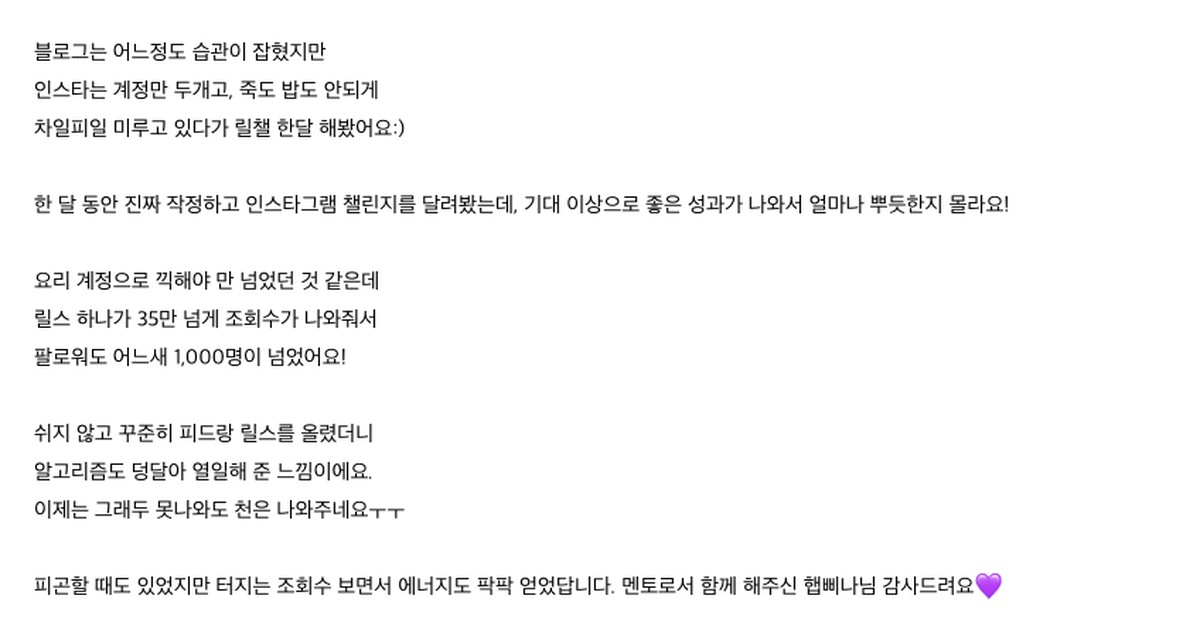 블로그는 어느정도 습관이 잡혔지만
인스타는 계정만 두개고, 죽도 밥도 안되게
차일피일 미루고 있다가 릴챌 한달 해봤어요:)
한 달 동안 진짜 작정하고 인스타그램 챌린지를 달려봤는데, 기대 이상으로 좋은 성과가 나와서 얼마나 뿌듯한지 몰라요!
요리 계정으로 끽해야 만 넘었던 것 같은데
릴스 하나가 35만 넘게 조회수가 나와줘서
팔로워도 어느새 1,000명이 넘었어요!
쉬지 않고 꾸준히 피드랑 릴스를 올렸더니
알고리즘도 덩달아 열일해 준 느낌이에요.
이제는 그래두 못나와도 천은 나와주네요ㅜㅜ
피곤할 때도 있었지만 터지는 조회수 보면서 에너지도 팍팍 얻었답니다. 멘토로서 함께 해주신 햅삐나님 감사드려요💜